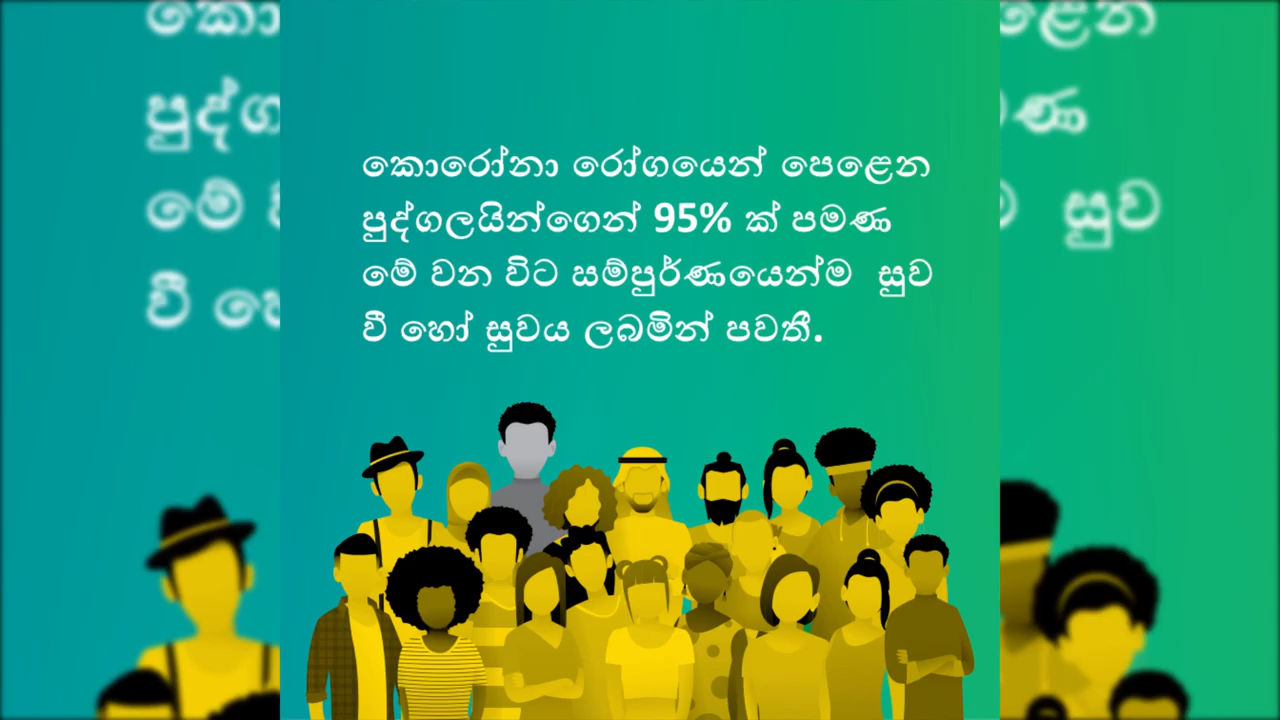 කොරෝනා රෝගයෙන් පෙළෙන
පුද්ගලයින්ගෙන් 95% ක් පමණ
මේ වන විට සම්පුර්ණයෙන්ම සුව
වී හෝ සුවය ලබමින් පවතී.